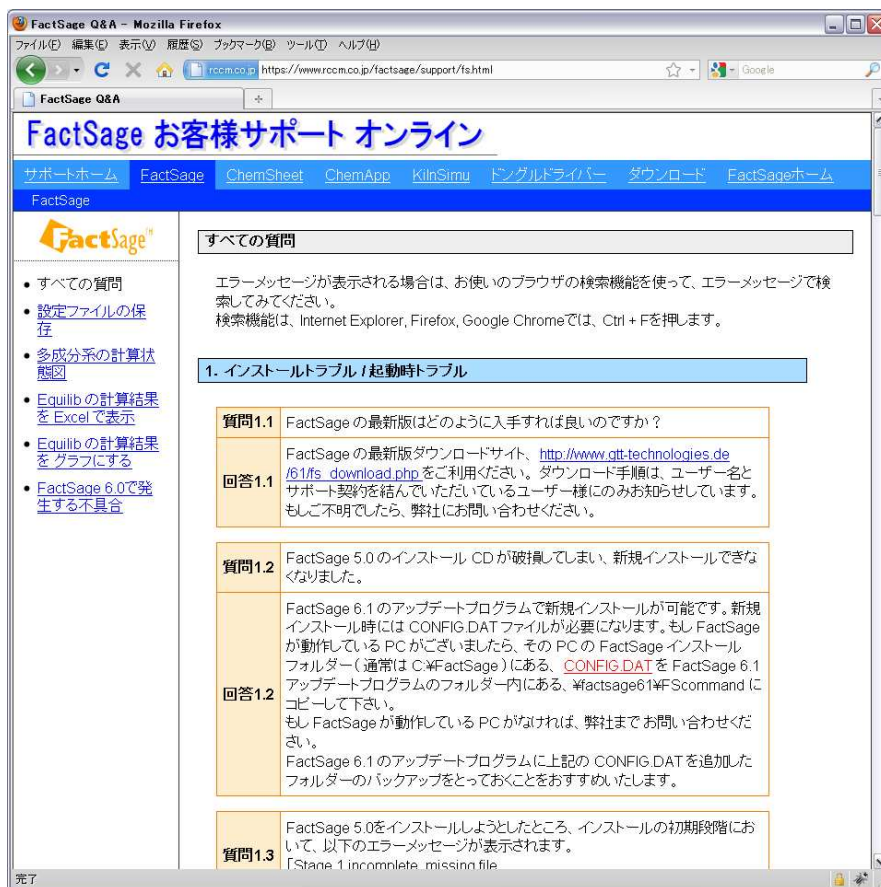 FactSage Q&A - Mozilla Firefox
ファイル(F) 編集(E) 表示(V) 履歴(S) ブックマーク(B) ツール(T) ヘルプ(H)
rccm.co.jp https://www.rccm.co.jp/factsage/support/fs.html
Google
FactSage Q&A
FactSage お客様サポート オンライン
サポートホーム FactSage ChemSheet ChemApp KilnSimu ドングルドライバー ダウンロード FactSageホーム
FactSage
FactSage™
• すべての質問
• 設定ファイルの保
存
• 多成分系の計算状
態図
• Equilib の計算結果
を Excel で表示
• Equilib の計算結果
を グラフにする
• FactSage 6.0で発
生する不具合
すべての質問
エラーメッセージが表示される場合は、お使いのブラウザの検索機能を使って、エラーメッセージで検
索してみてください。
検索機能は、Internet Explorer, Firefox, Google Chromeでは、Ctrl + Fを押します。
1. インストールトラブル / 起動時トラブル
質問1.1 FactSage の最新版はどのように入手すれば良いのですか？
回答1.1
FactSage の最新版ダウンロードサイト、http://www.gtt-technologies.de
/61/fs_download.php をご利用ください。ダウンロード手順は、ユーザー名と
サポート契約を結んでいただいているユーザー様にのみお知らせしています。
もしご不明でしたら、弊社にお問い合わせください。
質問1.2
FactSage 5.0 のインストール CD が破損してしまい、新規インストールできな
くなりました。
回答1.2
FactSage 6.1 のアップデートプログラムで新規インストールが可能です。新規
インストール時には CONFIG.DAT ファイルが必要になります。もし FactSage
が動作している PC がございましたら、その PC の FactSage インストール
フォルダー（通常は C:¥FactSage）にある、CONFIG.DAT を FactSage 6.1
アップデートプログラムのフォルダー内にある、¥factsage61¥FScommand に
コピーして下さい。
もし FactSage が動作している PC がなければ、弊社まで お問い合わせくだ
さい。
FactSage 6.1 のアップデートプログラムに上記の CONFIG.DAT を追加した
フォルダーのバックアップをとっておくことをおすすめいたします。
質問1.3
FactSage 5.0をインストールしようとしたところ、インストールの初期段階にお
いて、以下のエラーメッセージが表示されます。
「Stage 1 incomplete, missing file
完了